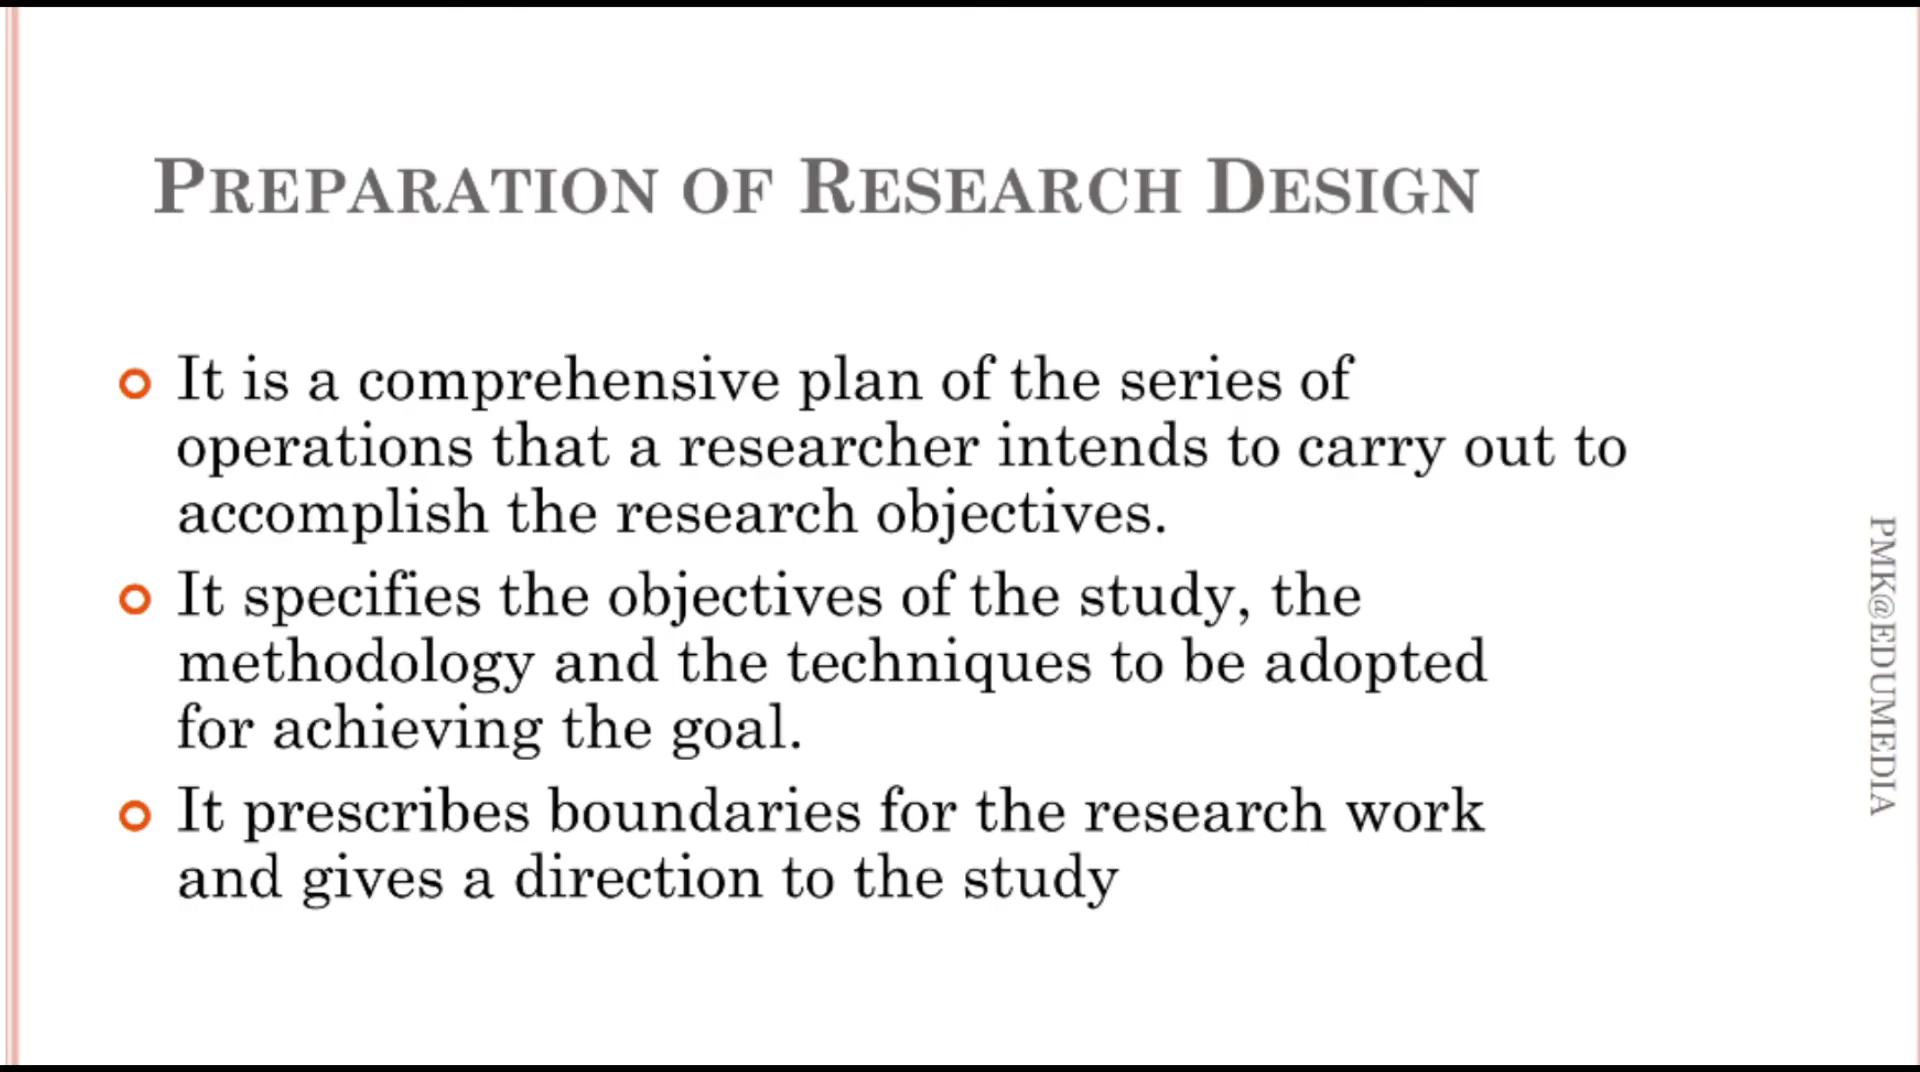 PREPARATION OF RESEARCH DESIGN
It is a comprehensive plan of the series of
operations that a researcher intends to carry out to
accomplish the research objectives.
It specifies the objectives of the study, the
methodology and the techniques to be adopted
for achieving the goal.
It prescribes boundaries for the research work
and gives a direction to the study
PMK@EDUMEDIA